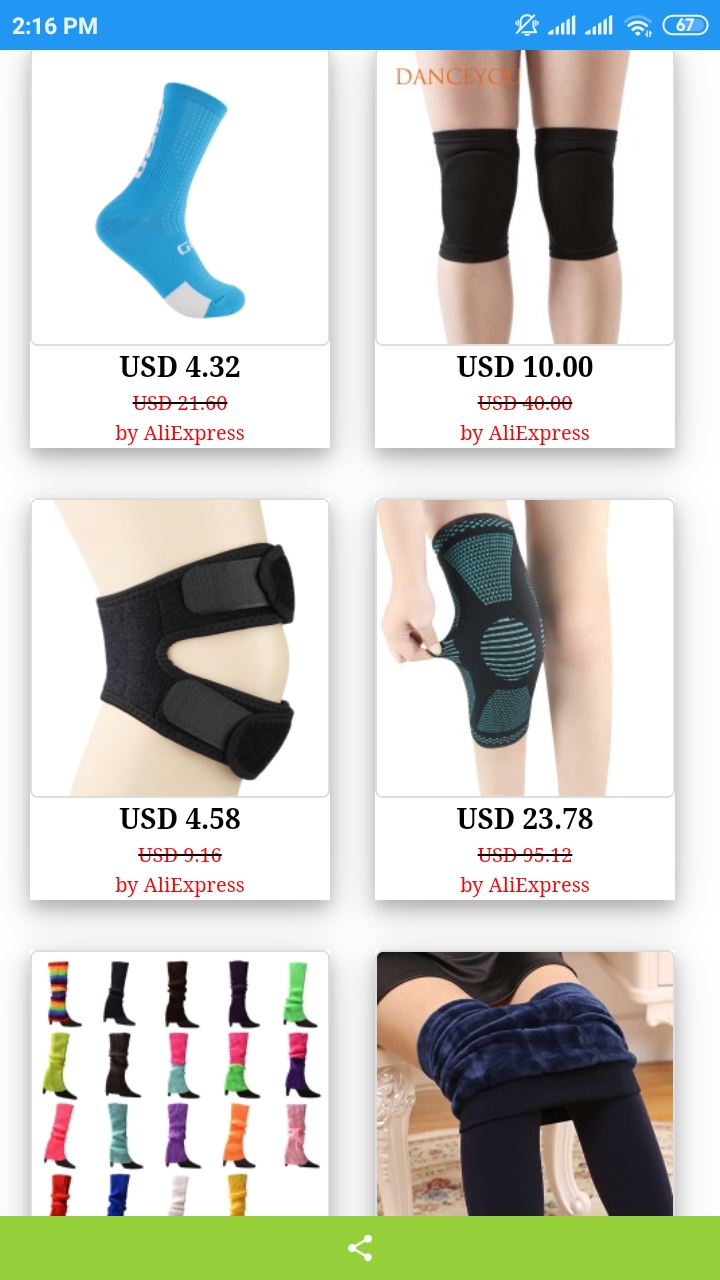 2:16 PM
67
DANCEYOU
USD 4.32
USD 21.60
by AliExpress
USD 10.00
USD 40.00
by AliExpress
USD 4.58
USD 9.16
by AliExpress
USD 23.78
USD 95.12
by AliExpress